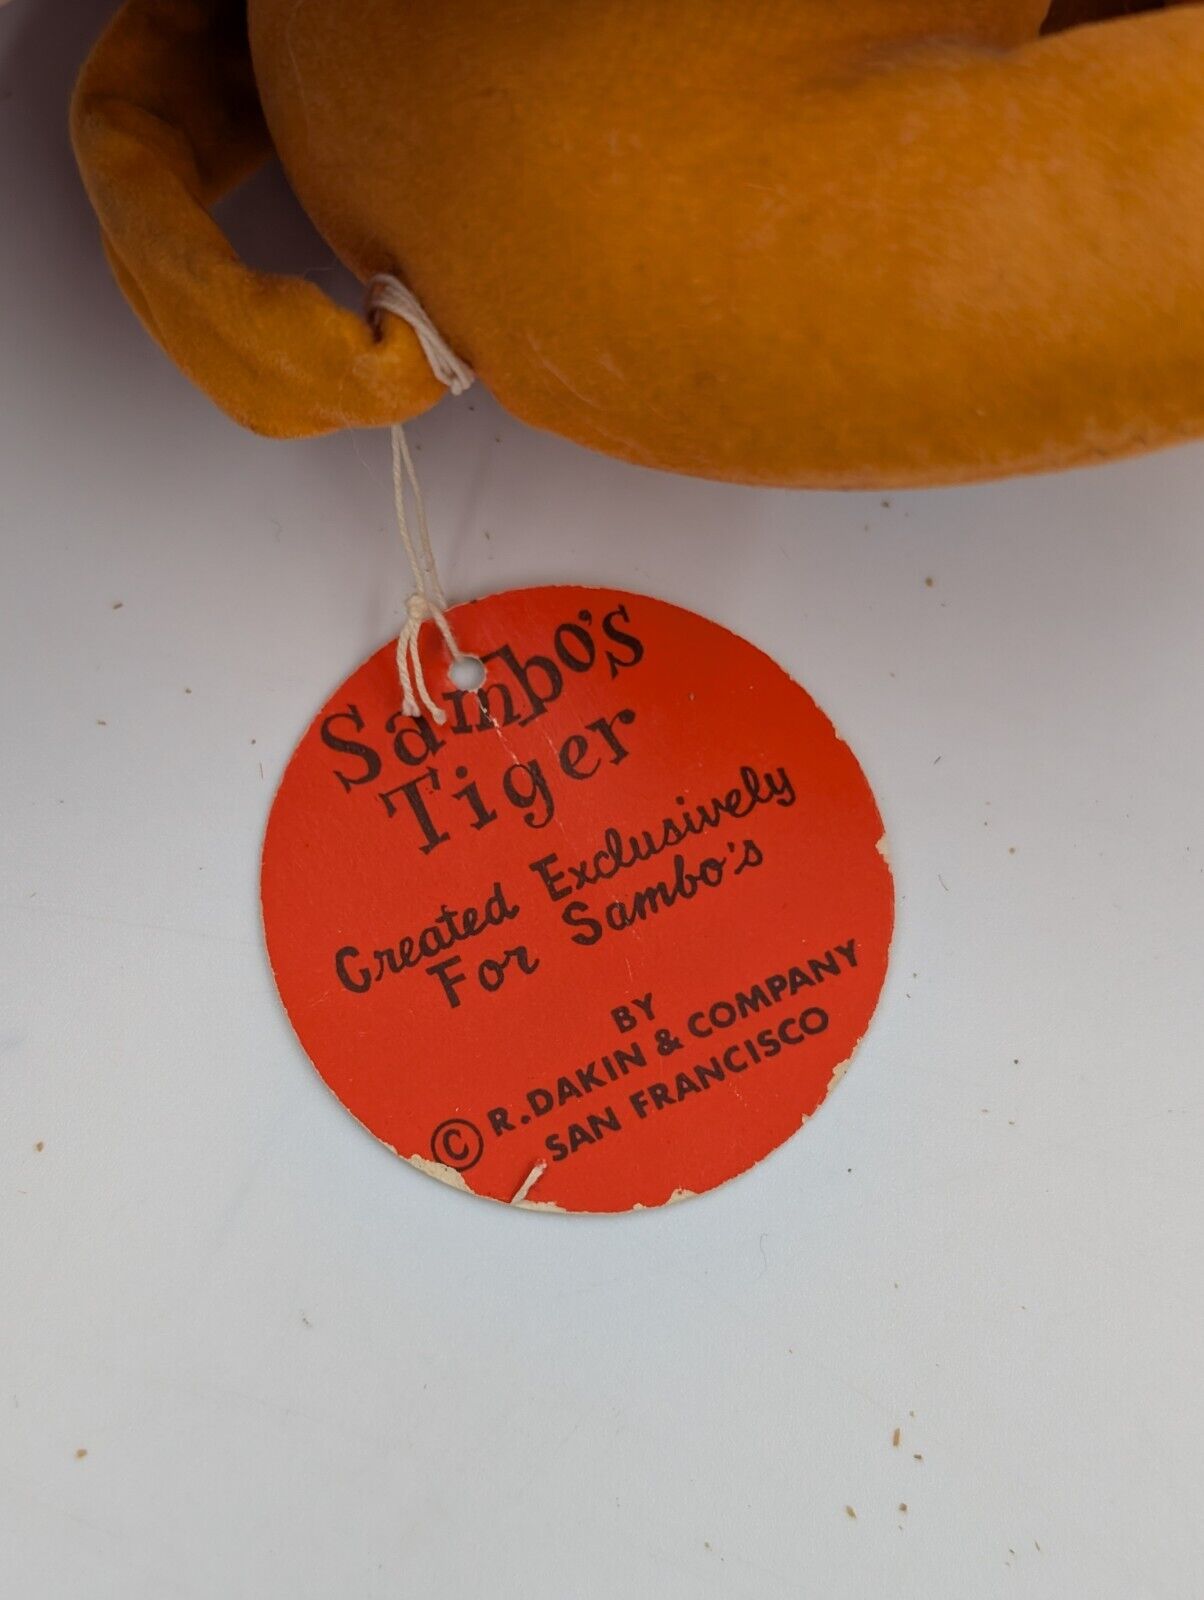 Sambo's
Tiger
Created Exclusively
For Sambo's
BY
© R. DAKIN & COMPANY
SAN FRANCISCO